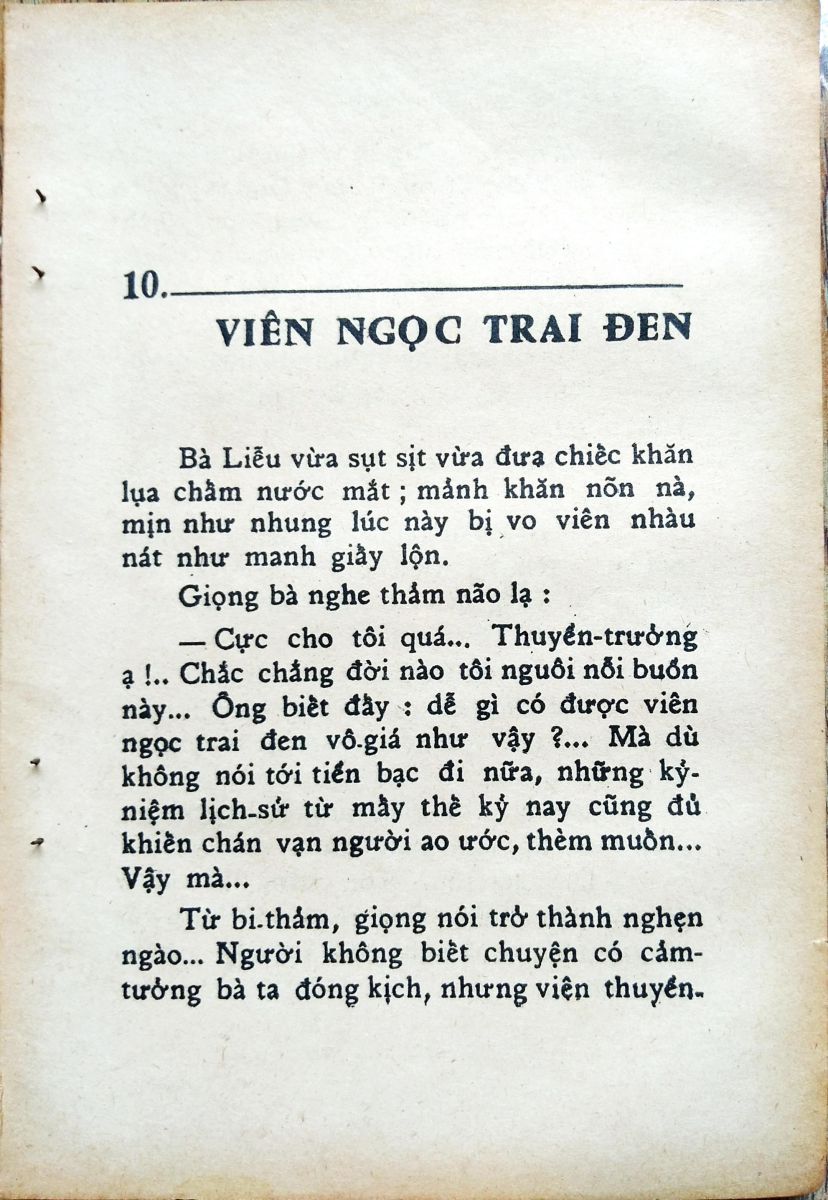 10.
VIÊN NGỌC TRAI ĐEN
Bà Liễu vừa sụt sịt vừa đưa chiếc khăn
lụa chấm nước mắt ; mảnh khăn nõn nà,
mịn như nhung lúc này bị vo viên nhàu
nát như manh giấy lộn.
Giọng bà nghe thảm não lạ :
— Cực cho tôi quá... Thuyền-trưởng
ạ !.. Chắc chẳng đời nào tôi nguôi nỗi buồn
này... Ông biết đấy : dễ gì có được viên
ngọc trai đen vô-giá như vậy ?... Mà dù
không nói tới tiền bạc đi nữa, những kỷ-
niệm lịch-sử từ mấy thế kỷ nay cũng đủ
khiến chán vạn người ao ước, thèm muốn...
Vậy mà...
Từ bi-thảm, giọng nói trở thành nghẹn
ngào... Người không biết chuyện có cảm-
tưởng bà ta đóng kịch, nhưng viện thuyền-